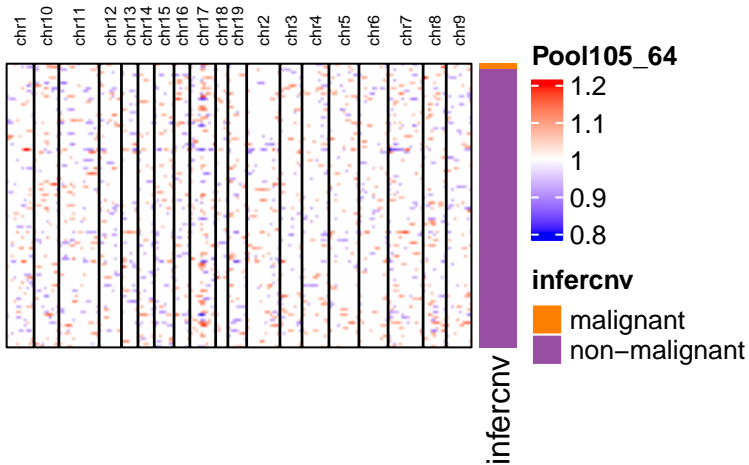 chr1
chr10
chr11
chr12
chr13
chr14
chr15
chr16
chr17
chr18
chr19
chr2
chr3
chr4
chr5
chr6
chr7
chr8
chr9
Pool105_64
1.2
1.1
1
0.9
0.8
infercnv
malignant
non−malignant
infercnv